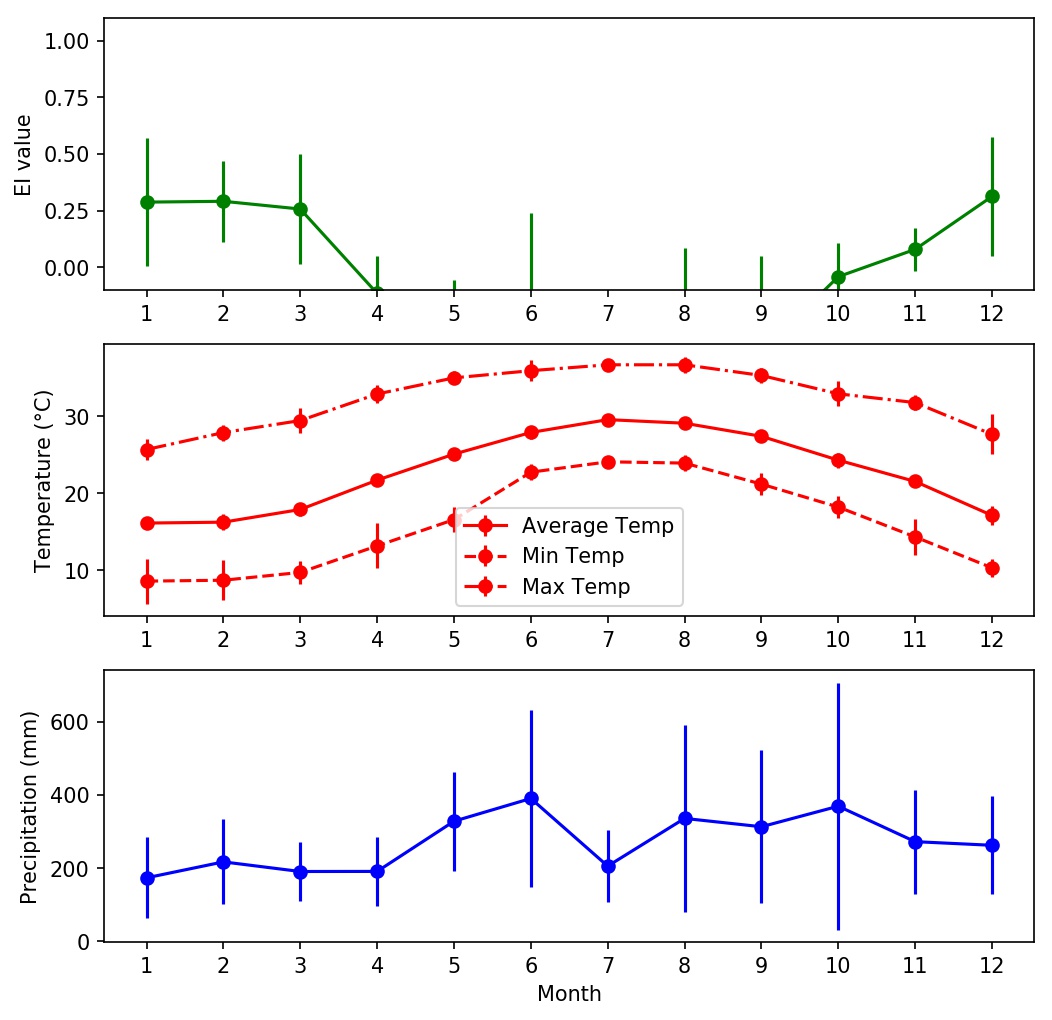 1.00
0.75
0.50
0.25
0.00
EI value
1 2 3 4 5 6 7 8 9 10 11 12
30
20
10
Temperature (°C)
Average Temp
Min Temp
Max Temp
1 2 3 4 5 6 7 8 9 10 11 12
600
400
200
0
Precipitation (mm)
1 2 3 4 5 6 7 8 9 10 11 12
Month